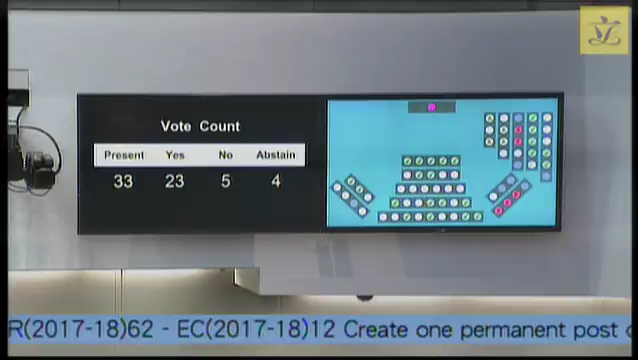 Vote Count
Present Yes No Abstain
33 23 5 4
R(2017-18)62 - EC(2017-18)12 Create one permanent post